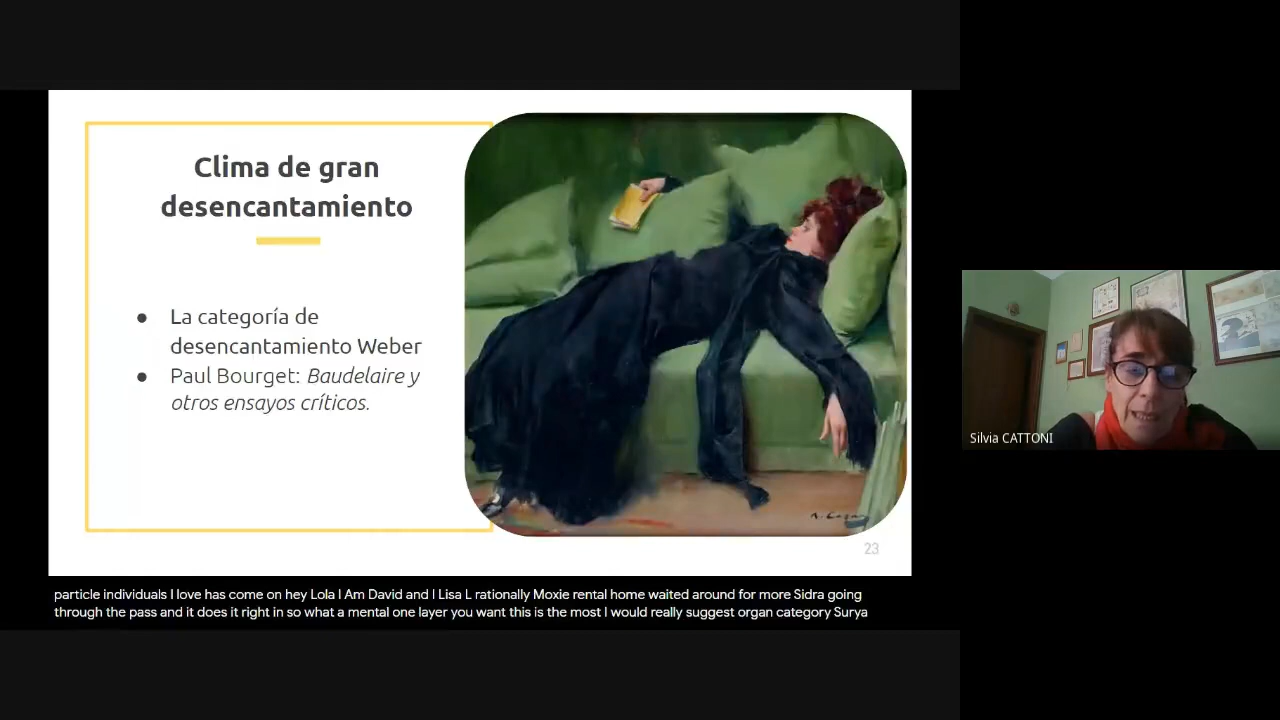 Clima de gran
desencantamiento
● La categoría de
desencantamiento Weber
● Paul Bourget: Baudelaire y
otros ensayos críticos.
23
Silvia CATTONI
particle individuals I love has come on hey Lola I Am David and I Lisa L rationally Moxie rental home waited around for more Sidra going
through the pass and it does it right in so what a mental one layer you want this is the most I would really suggest organ category Surya